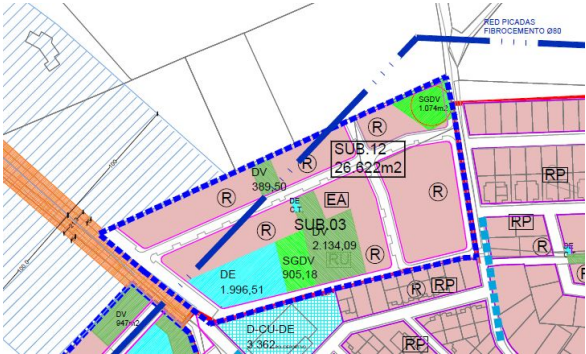 RED PICADAS
FIBROCEMENTO Ø80
SGDV
1.074m2
R
SUB.12
26.622m2
R
DV
389,50
RP
R
R
EA
DE
C.T.
SUB.03
RP
R
2.134,09
R
R
SGDV
905,18
DE
1.996,51
RP
R
RP
DV
947m2
D-CU-DE
3.362
RP